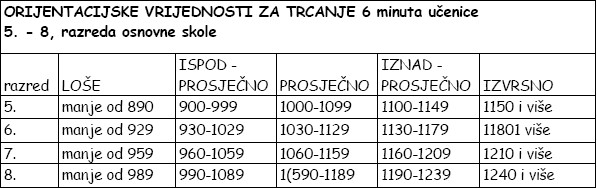 ORIJENTACIJSKE VRIJEDNOSTI ZA TRCANJE 6 minuta učenice
5. - 8, razreda osnovne skole
razred LOŠE ISPOD - PROSJEČNO PROSJEČNO IZNAD - PROSJEČNO IZVRSNO
5. manje od 890 900-999 1000-1099 1100-1149 1150 i više
6. manje od 929 930-1029 1030-1129 1130-1179 11801 više
7. manje od 959 960-1059 1060-1159 1160-1209 1210 i više
8. manje od 989 990-1089 1(590-1189 1190-1239 1240 i više